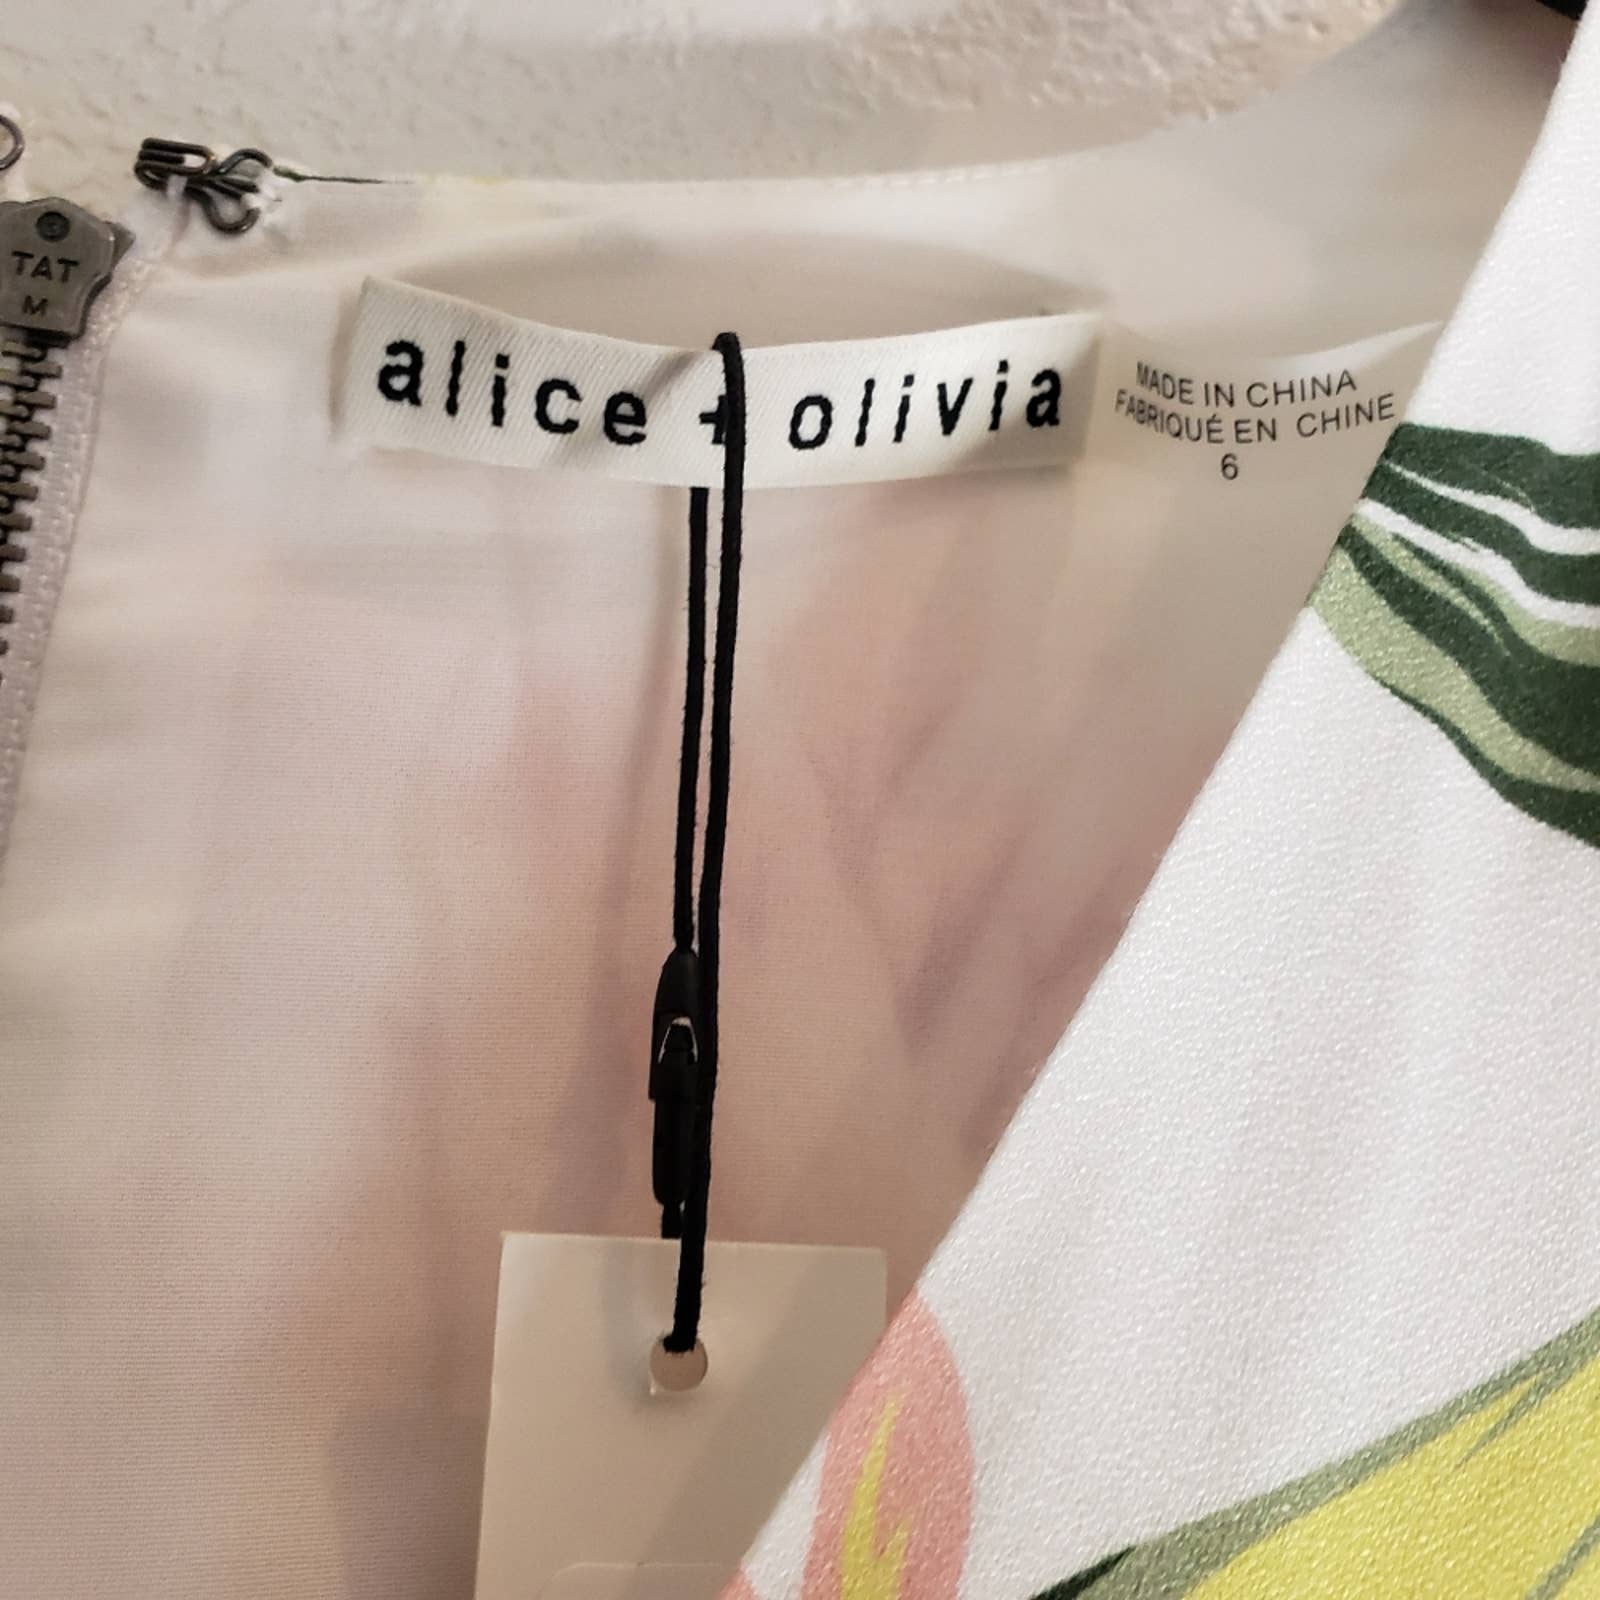 TAT
M
alice + olivia
MADE IN CHINA
FABRIQUÉ EN CHINE
6